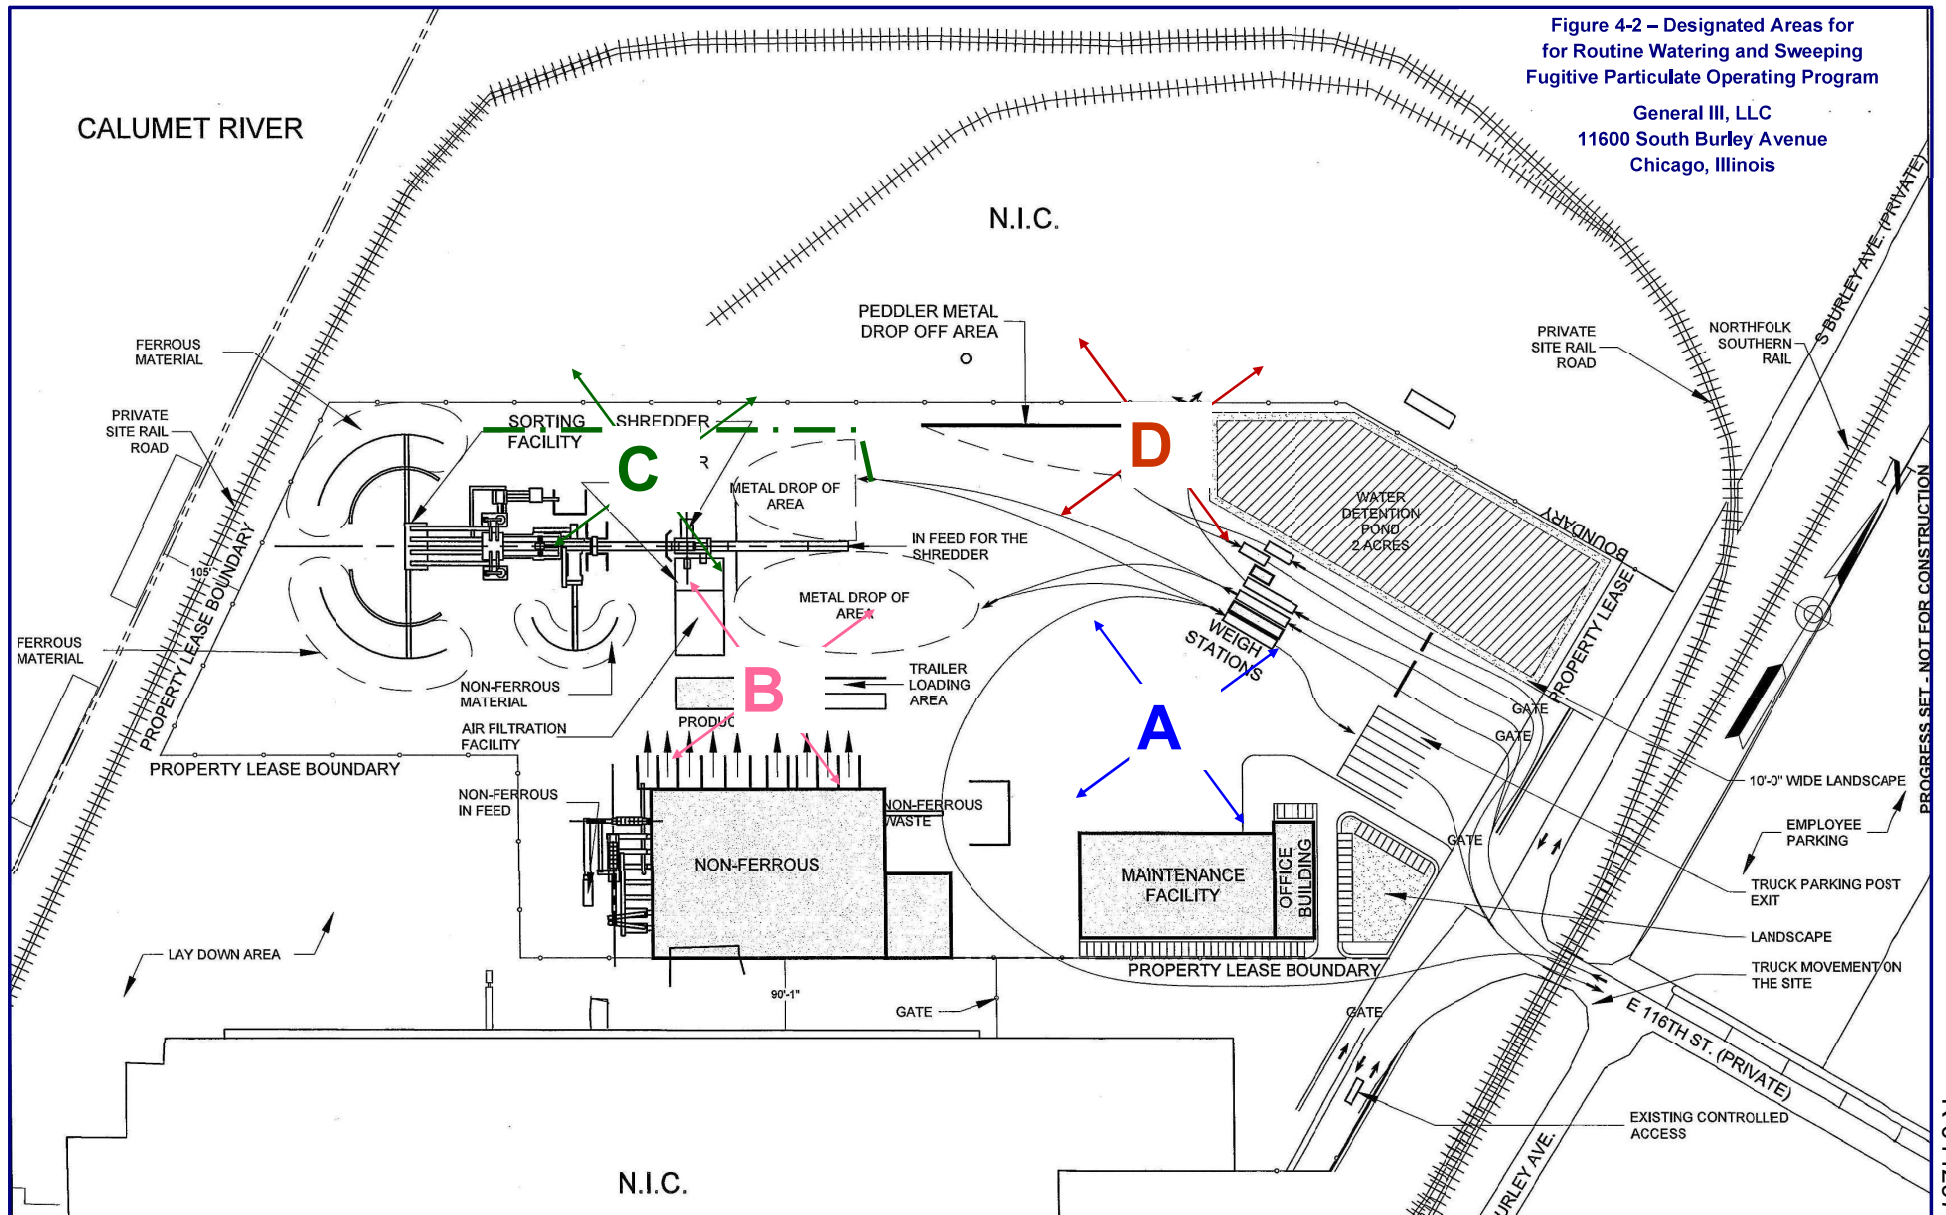 Figure 4-2 – Designated Areas for
for Routine Watering and Sweeping
Fugitive Particulate Operating Program
General III, LLC
11600 South Burley Avenue
Chicago, Illinois
CALUMET RIVER
N.I.C.
S BURLEY AVE. (PRIVATE)
PEDDLER METAL
DROP OFF AREA
PRIVATE
SITE RAIL
ROAD
NORTHFOLK
SOUTHERN
RAIL
FERROUS
MATERIAL
PRIVATE
SITE RAIL
ROAD
SORTING
FACILITY
SHREDDER
R
C
D
METAL DROP OF
AREA
WATER
DETENTION
POND
2 ACRES
N
IN FEED FOR THE
SHREDDER
PROPERTY LEASE
BOUNDARY
105'
PROPERTY LEASE BOUNDARY
METAL DROP OF
AREA
WEIGH
STATIONS
FERROUS
MATERIAL
NON-FERROUS
MATERIAL
TRAILER
LOADING
AREA
B
A
AIR FILTRATION
FACILITY
PRODUC
GATE
GATE
PROPERTY LEASE BOUNDARY
10'-0" WIDE LANDSCAPE
PROGRESS SET - NOT FOR CONSTRUCTION
NON-FERROUS
IN FEED
NON-FERROUS
WASTE
EMPLOYEE
PARKING
GATE
NON-FERROUS
MAINTENANCE
FACILITY
OFFICE
BUILDING
TRUCK PARKING POST
EXIT
LANDSCAPE
LAY DOWN AREA
PROPERTY LEASE BOUNDARY
TRUCK MOVEMENT ON
THE SITE
90'-1"
GATE
GATE
E 116TH ST. (PRIVATE)
EXISTING CONTROLLED
ACCESS
N.I.C.
URLEY AVE.